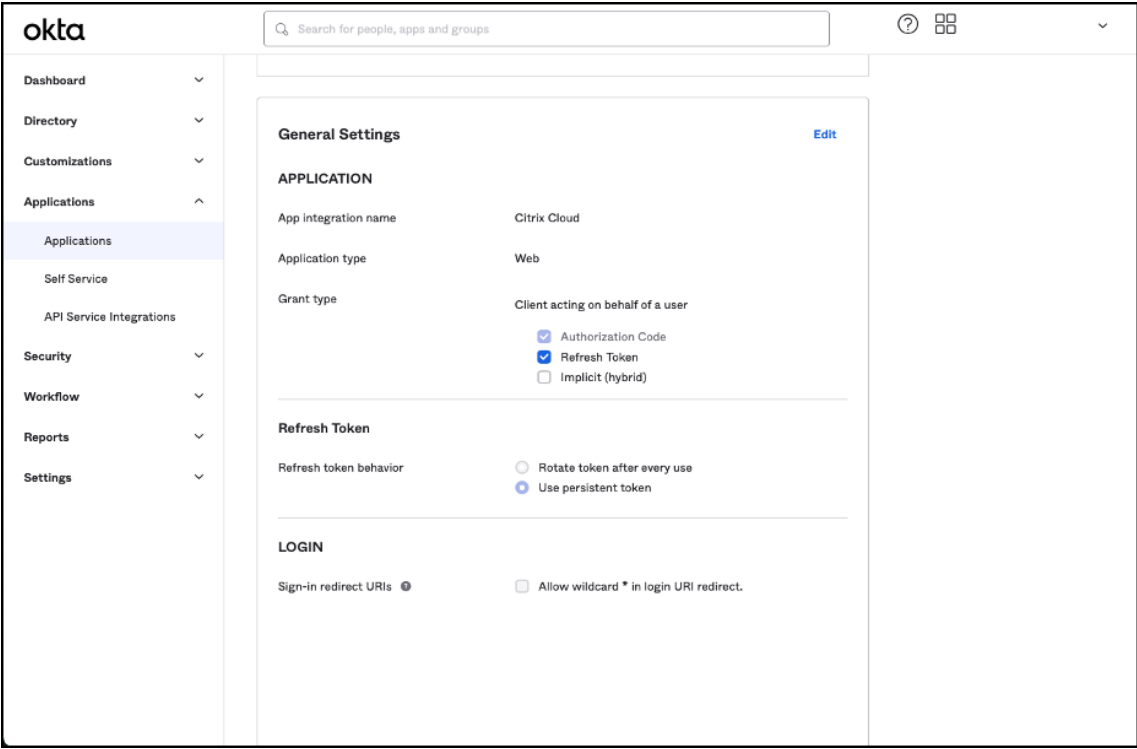 okta
Search for people, apps and groups
Dashboard
Directory
Customizations
Applications
Applications
Self Service
API Service Integrations
Security
Workflow
Reports
Settings
General Settings
Edit
APPLICATION
App integration name
Citrix Cloud
Application type
Web
Grant type
Client acting on behalf of a user
Authorization Code
Refresh Token
Implicit (hybrid)
Refresh Token
Refresh token behavior
Rotate token after every use
Use persistent token
LOGIN
Sign-in redirect URIs
Allow wildcard * in login URI redirect.